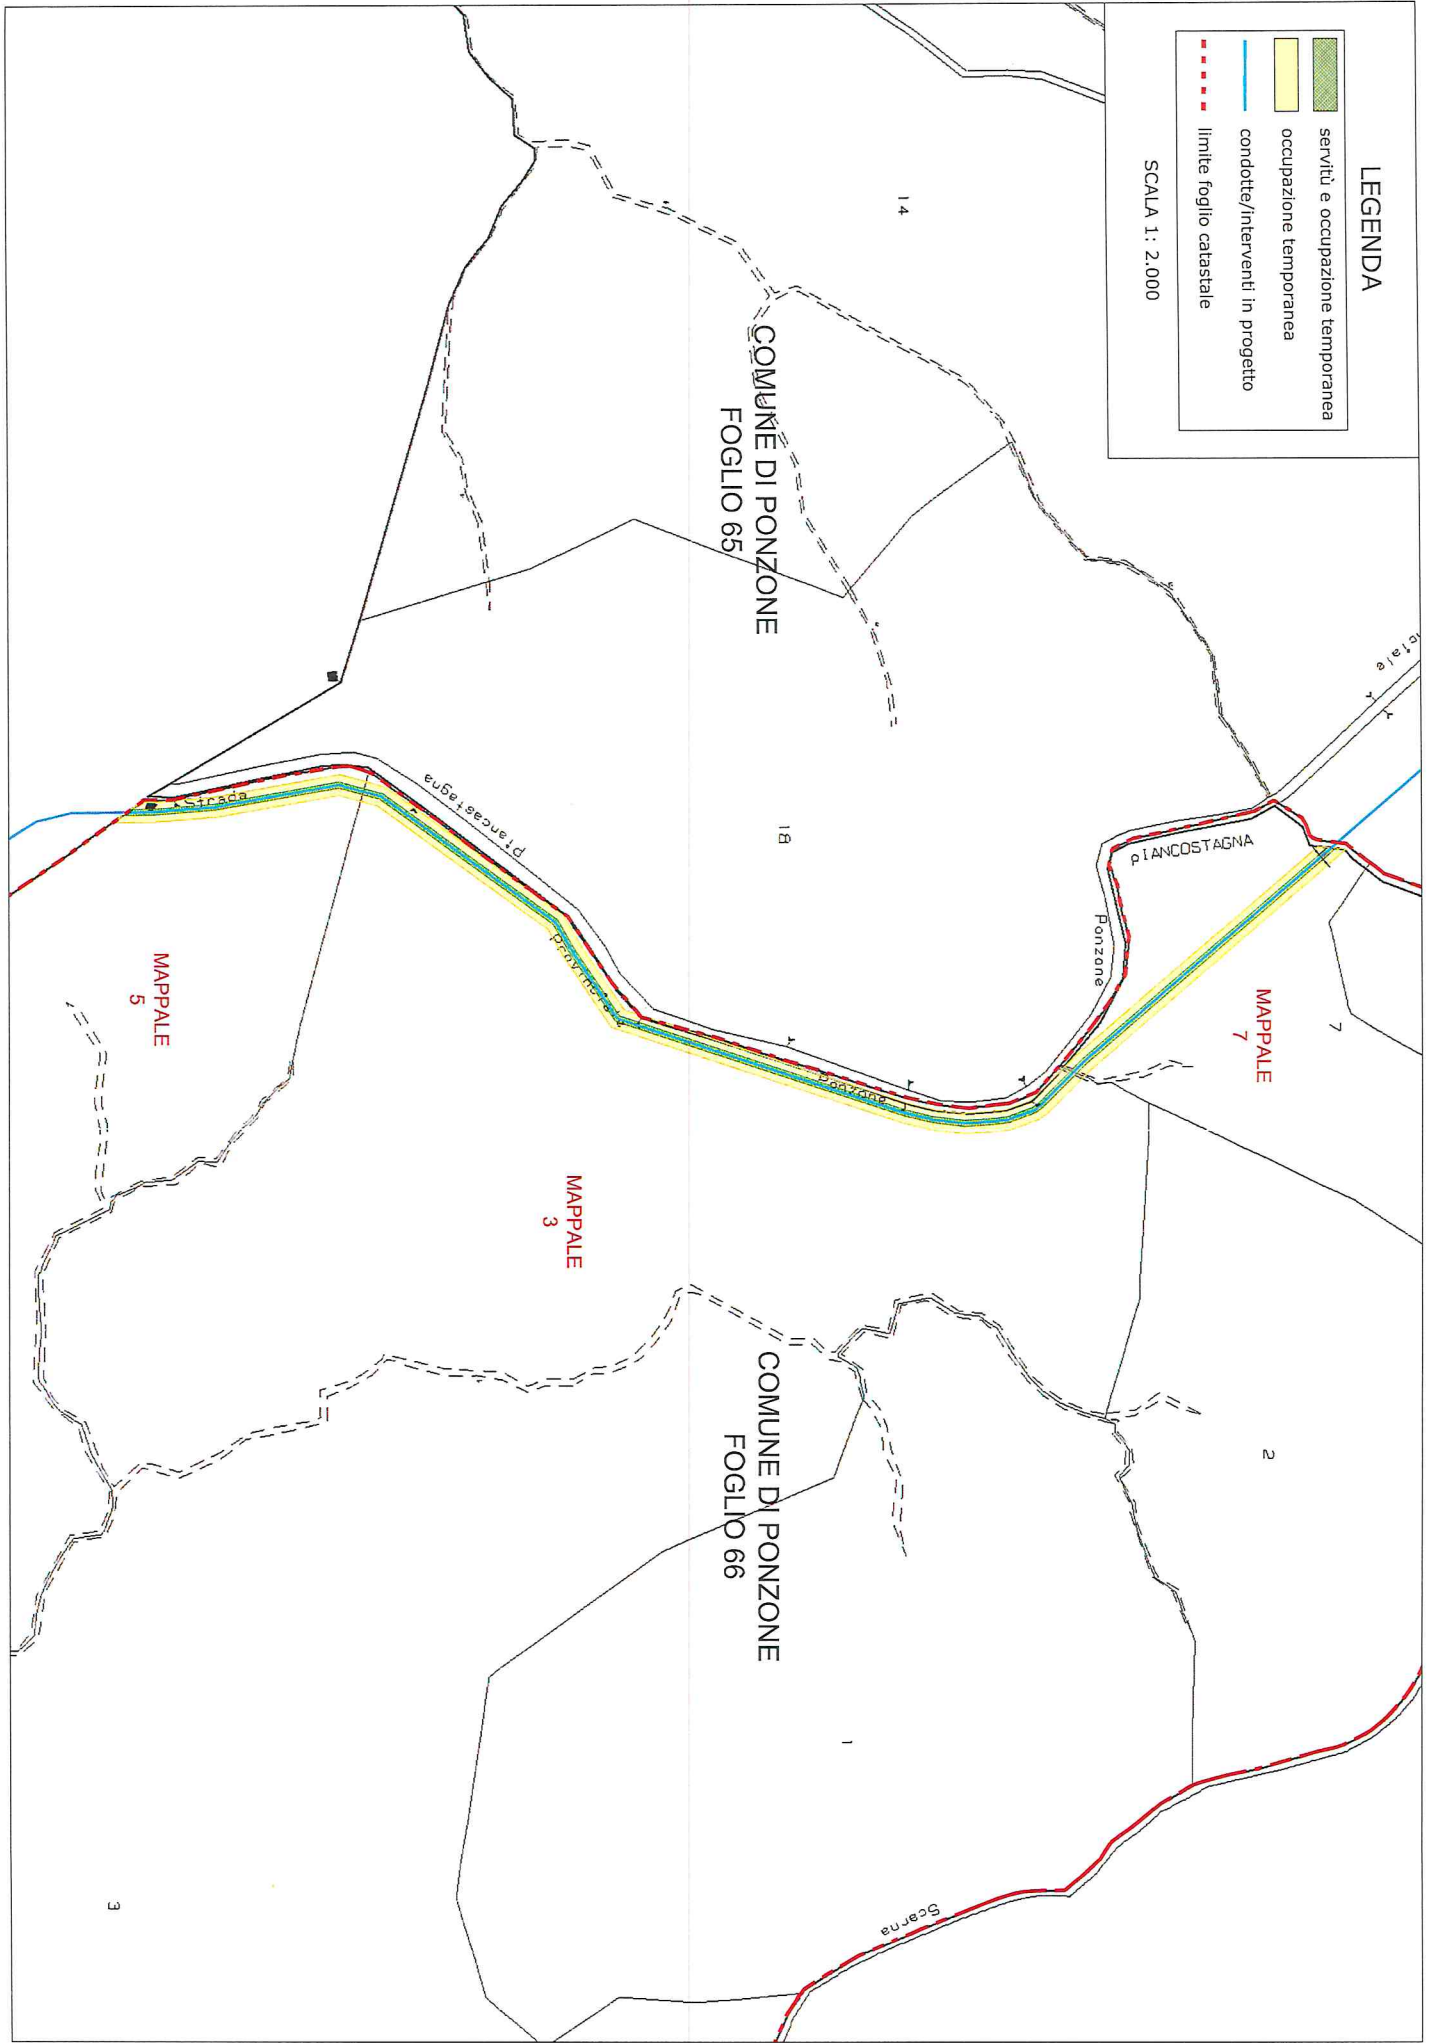 LEGENDA
servitù e occupazione temporanea
occupazione temporanea
condotte/interventi in progetto
limite foglio catastale
SCALA 1: 2.000
14
COMUNE DI PONZONE
FOGLIO 65
18
pIANCOSTAGNA
Ponzone
7
MAPPALE
7
Strada
piancastagna
Ponzone
MAPPALE
5
MAPPALE
3
COMUNE DI PONZONE
FOGLIO 66
2
1
Scarna
3